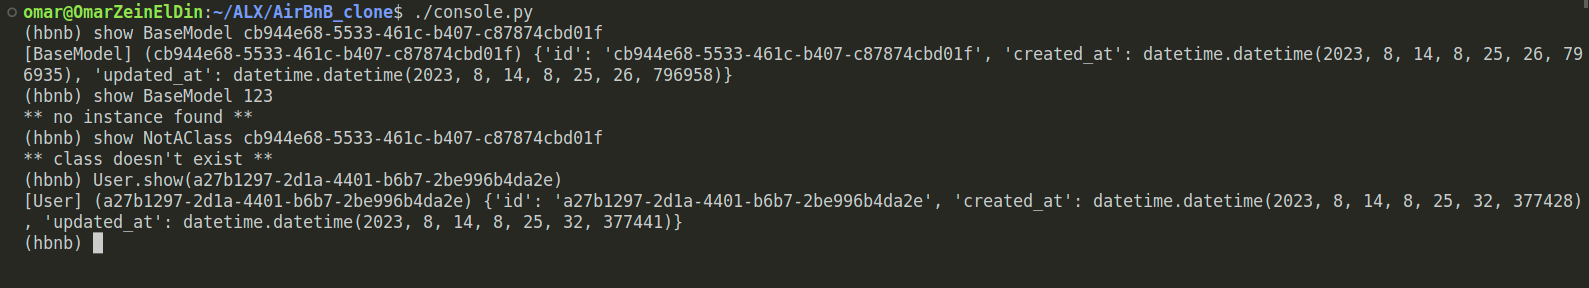 omar@OmarZeinElDin:~/ALX/AirBnB_clone$ ./console.py
(hbnb) show BaseModel cb944e68-5533-461c-b407-c87874cbd01f
[BaseModel] (cb944e68-5533-461c-b407-c87874cbd01f) {'id': 'cb944e68-5533-461c-b407-c87874cbd01f', 'created_at': datetime.datetime(2023, 8, 14, 8, 25, 26, 79
6935), 'updated_at': datetime.datetime(2023, 8, 14, 8, 25, 26, 796958)}
(hbnb) show BaseModel 123
** no instance found **
(hbnb) show NotAClass cb944e68-5533-461c-b407-c87874cbd01f
** class doesn't exist **
(hbnb) User.show(a27b1297-2d1a-4401-b6b7-2be996b4da2e)
[User] (a27b1297-2d1a-4401-b6b7-2be996b4da2e) {'id': 'a27b1297-2d1a-4401-b6b7-2be996b4da2e', 'created_at': datetime.datetime(2023, 8, 14, 8, 25, 32, 377428)
, 'updated_at': datetime.datetime(2023, 8, 14, 8, 25, 32, 377441)}
(hbnb)